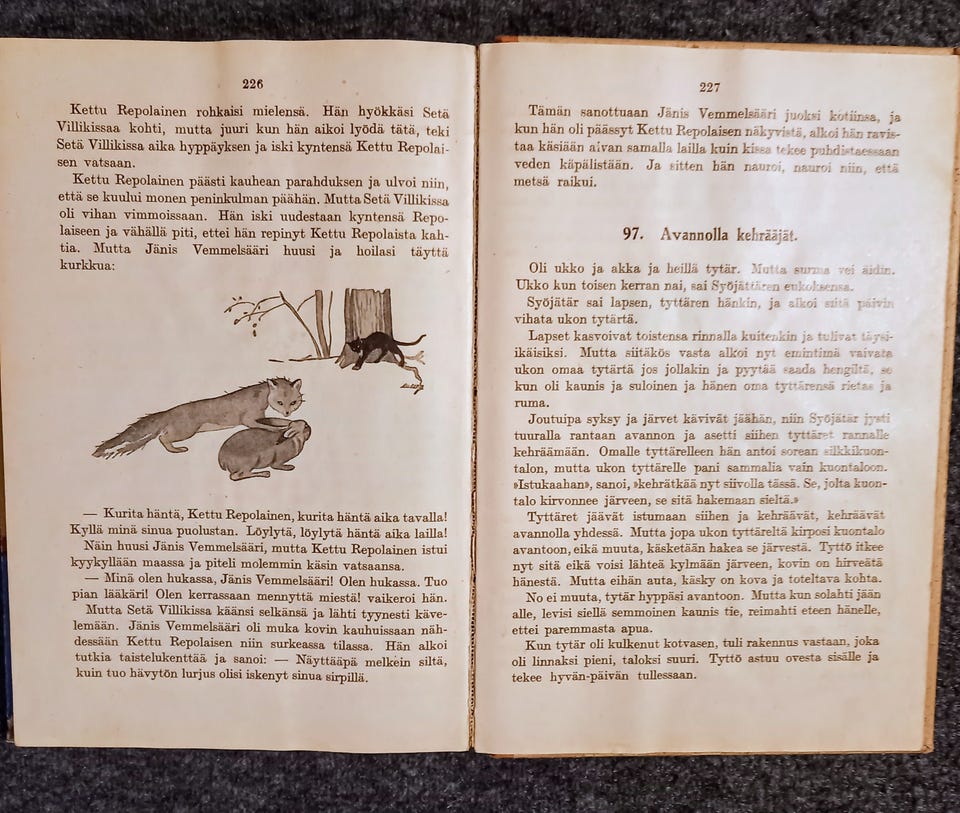 226
Kettu Repolainen rohkaisi mielensä. Hän hyökkäsi Setä
Villikissaa kohti, mutta juuri kun hän aikoi lyödä tätä, teki
Setä Villikissa aika hyppäyksen ja iski kyntensä Kettu Repolai-
sen vatsaan.
Kettu Repolainen päästi kauhean parahduksen ja ulvoi niin,
että se kuului monen peninkulman päähän. Mutta Setä Villikissa
oli vihan vimmoissaan. Hän iski uudestaan kyntensä Repo-
laiseen ja vähällä piti, ettei hän repinyt Kettu Repolaista kah-
tia. Mutta Jänis Vemmelsääri huusi ja hoilasi täyttä
kurkkua:
— Kurita häntä, Kettu Repolainen, kurita häntä aika tavalla!
Kyllä minä sinua puolustan. Löylytä, löylytä häntä aika lailla!
Näin huusi Jänis Vemmelsääri, mutta Kettu Repolainen istui
kyykyllään maassa ja piteli molemmin käsin vatsaansa.
— Minä olen hukassa, Jänis Vemmelsääri! Olen hukassa. Tuo
pian lääkäri! Olen kerrassaan mennyttä miestä! vaikeroi hän.
Mutta Setä Villikissa käänsi selkänsä ja lähti tyynesti käve-
lemään. Jänis Vemmelsääri oli muka kovin kauhuissaan näh-
dessään Kettu Repolaisen niin surkeassa tilassa. Hän alkoi
tutkia taistelukenttää ja sanoi: — Näyttääpä melkein siltä,
kuin tuo hävytön lurjus olisi iskenyt sinua sirpillä.
227
Tämän sanottuaan Jänis Vemmelsääri juoksi kotiinsa, ja
kun hän oli päässyt Kettu Repolaisen näkyvistä, alkoi hän ravis-
taa käsiään aivan samalla lailla kuin kissa tekee puhdistaessaan
veden käpälistään. Ja sitten hän nauroi, nauroi niin, että
metsä raikui.
97. Avannolla kehrääjät.
Oli ukko ja akka ja heillä tytär. Mutta surma vei äidin.
Ukko kun toisen kerran nai, sai Syöjättären eukoksensa.
Syöjätär sai lapsen, tyttären hänkin, ja alkoi siitä päivin
vihata ukon tytärtä.
Lapset kasvoivat toistensa rinnalla kuitenkin ja tulivat täysi-
ikäisiksi. Mutta siitäkös vasta alkoi nyt emintimä vaivata
ukon omaa tytärtä jos jollakin ja pyytää saada hengiltä, se
kun oli kaunis ja suloinen ja hänen oma tyttärensä rietas ja
ruma.
Joutuipa syksy ja järvet kävivät jäähän, niin Syöjätär jysti
tuuralla rantaan avannon ja asetti siihen tyttäret rannalle
kehräämään. Omalle tyttärelleen hän antoi sorean silkkikuon-
talon, mutta ukon tyttärelle pani sammalia vain kuontaloon.
»Istukaahan», sanoi, »kehrätkää nyt siivolla tässä. Se, jolta kuon-
talo kirvonnee järveen, se sitä hakemaan sieltä.»
Tyttäret jäävät istumaan siihen ja kehräävät, kehräävät
avannolla yhdessä. Mutta jopa ukon tyttäreltä kirposi kuontalo
avantoon, eikä muuta, käsketään hakea se järvestä. Tyttö itkee
nyt sitä eikä voisi lähteä kylmään järveen, kovin on hirveätä
hänestä. Mutta eihän auta, käsky on kova ja toteltava kohta.
No ei muuta, tytär hyppäsi avantoon. Mutta kun solahti jään
alle, levisi siellä semmoinen kaunis tie, reimahti eteen hänelle,
ettei paremmasta apua.
Kun tytär oli kulkenut kotvasen, tuli rakennus vastaan, joka
oli linnaksi pieni, taloksi suuri. Tyttö astuu ovesta sisälle ja
tekee hyvän-päivän tullessaan.